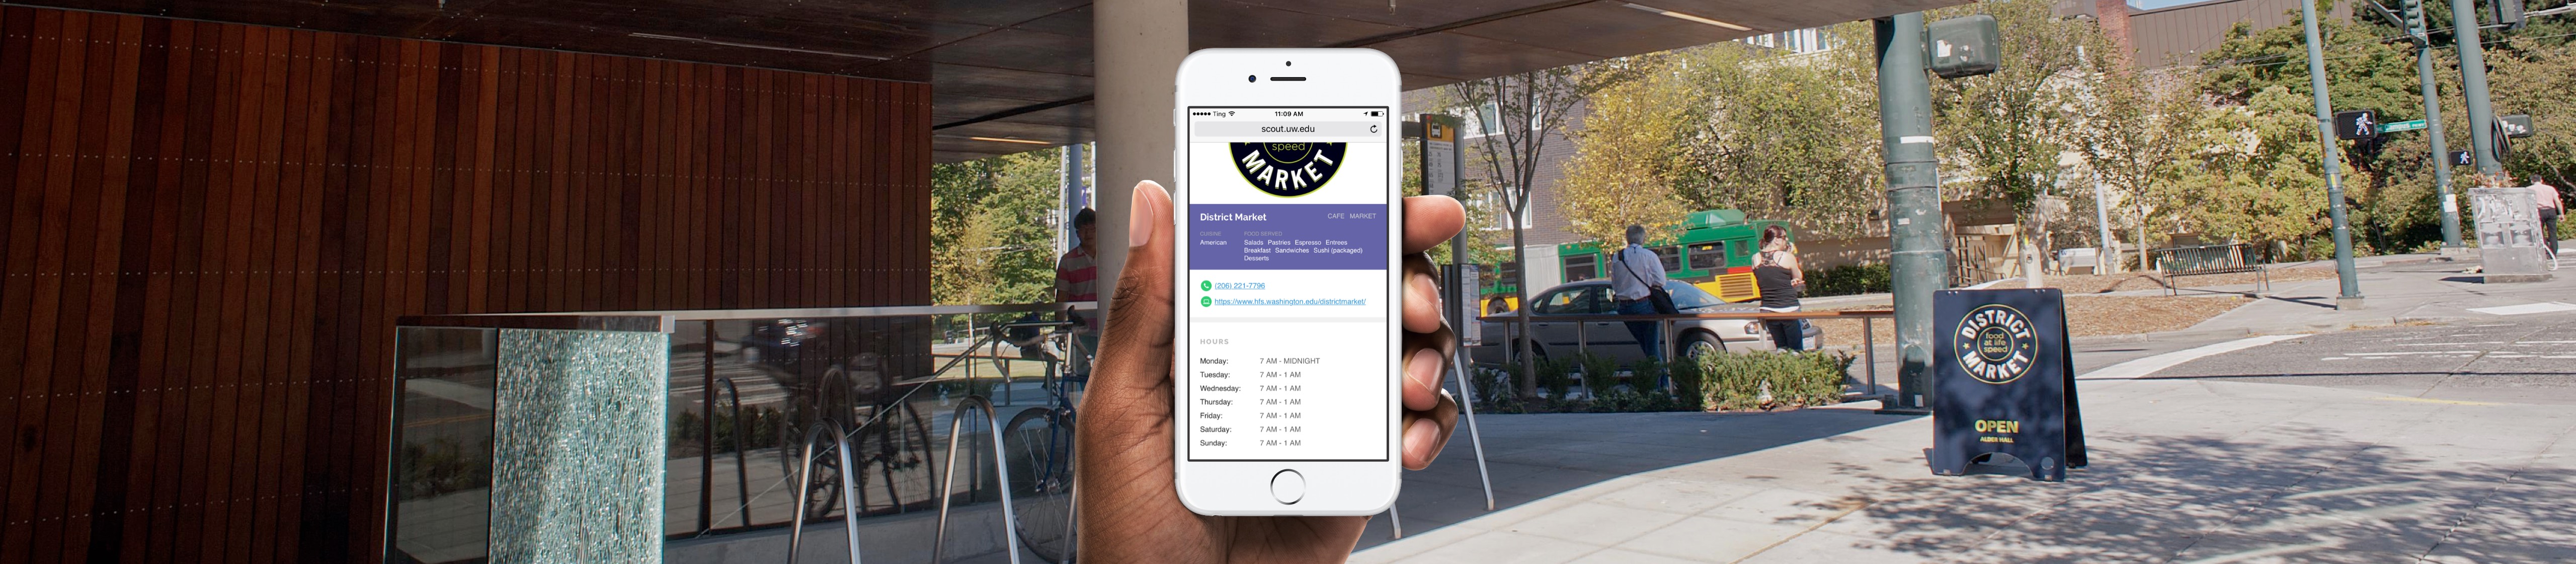 Ting
11:09 AM
scout.uw.edu
speed
MARKET
District Market
CAFE MARKET
CUISINE
FOOD SERVED
American
Salads Pastries Espresso Entrees
Breakfast Sandwiches Sushi (packaged)
Desserts
(206) 221-7796
https://www.hfs.washington.edu/districtmarket/
HOURS
Monday: 7 AM - MIDNIGHT
Tuesday: 7 AM - 1 AM
Wednesday: 7 AM - 1 AM
Thursday: 7 AM - 1 AM
Friday: 7 AM - 1 AM
Saturday: 7 AM - 1 AM
Sunday: 7 AM - 1 AM
DISTRICT
food
at life
speed
MARKET
OPEN
ALDER HALL